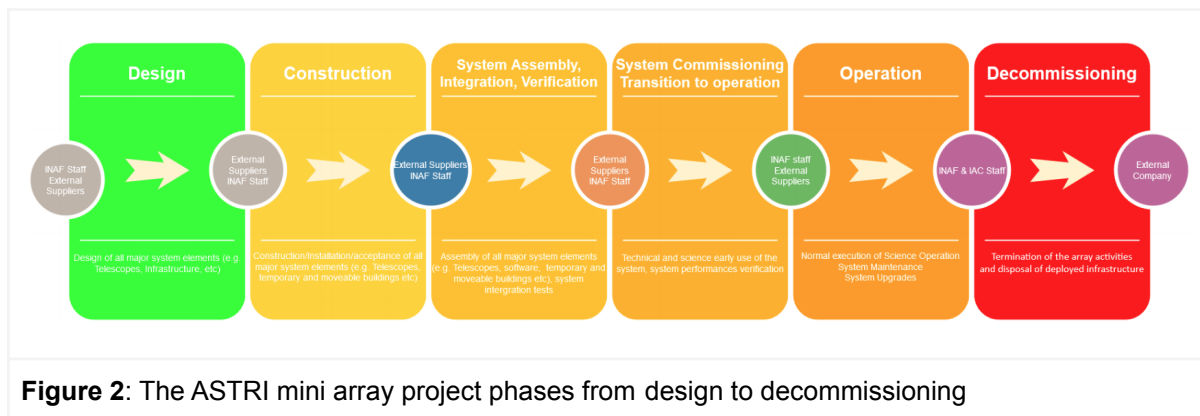 Design
Construction
System Assembly,
Integration, Verification
System Commissioning
Transition to operation
Operation
Decommissioning
INAF Staff
External
Suppliers
External
Suppliers
INAF Staff
External Suppliers
INAF Staff
External
Suppliers
INAF Staff
INAF staff
External
Suppliers
INAF & IAC Staff
External
Company
Design of all major system elements (e.g.
Telescopes, Infrastructure, etc)
Construction/Installation/acceptance of all
major system elements (e.g. Telescopes,
temporary and moveable buildings etc)
Assembly of all major system elements
(e.g. Telescopes, software, temporary and
moveable buildings etc), system
intergration tests
Technical and science early use of the
system, system performances verification
Normal execution of Science Operation
System Maintenance
System Upgrades
Termination of the array activities
and disposal of deployed infrastructure
Figure 2: The ASTRI mini array project phases from design to decommissioning